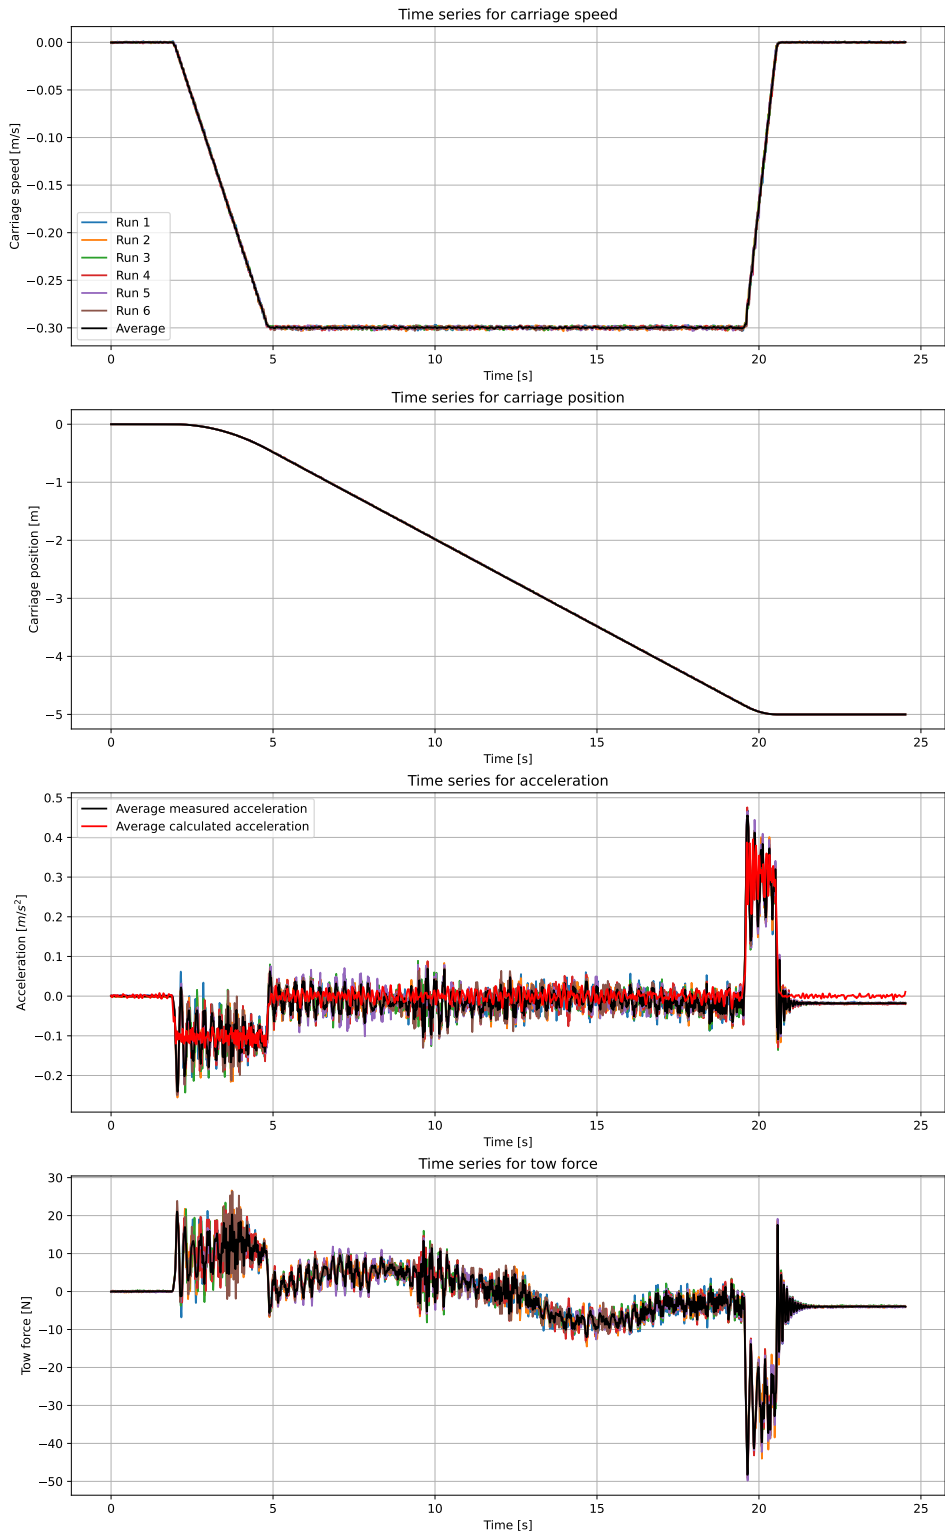 Time series for carriage speed
Carriage speed [m/s]
0.00
−0.05
−0.10
−0.15
−0.20
−0.25
−0.30
Run 1
Run 2
Run 3
Run 4
Run 5
Run 6
Average
0 5 10 15 20 25
Time [s]
Time series for carriage position
Carriage position [m]
0
−1
−2
−3
−4
−5
0 5 10 15 20 25
Time [s]
Time series for acceleration
Acceleration [m/s²]
0.5
0.4
0.3
0.2
0.1
0.0
−0.1
−0.2
Average measured acceleration
Average calculated acceleration
0 5 10 15 20 25
Time [s]
Time series for tow force
Tow force [N]
30
20
10
0
−10
−20
−30
−40
−50
0 5 10 15 20 25
Time [s]